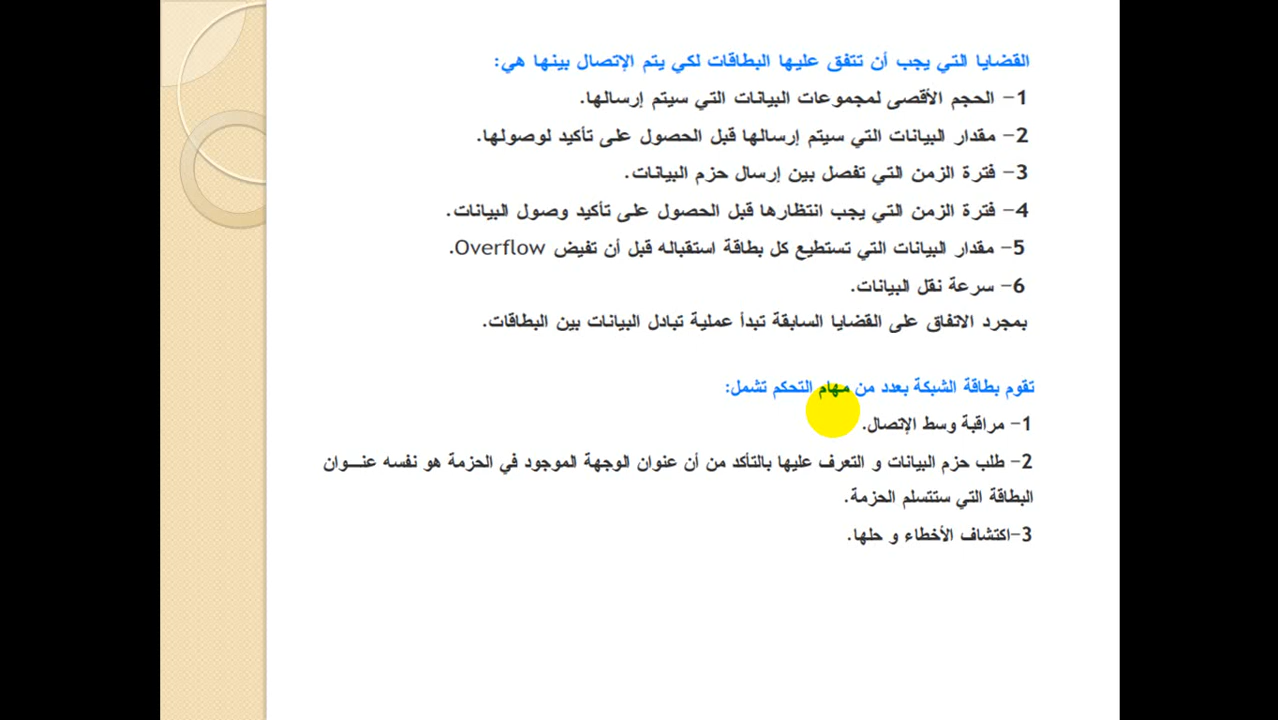 القضايا التي يجب أن تتفق عليها البطاقات لكي يتم الإتصال بينها هي:
1- الحجم الأقصى لمجموعات البيانات التي سيتم إرسالها.
2- مقدار البيانات التي سيتم إرسالها قبل الحصول على تأكيد لوصولها.
3- فترة الزمن التي تفصل بين إرسال حزم البيانات.
4- فترة الزمن التي يجب انتظارها قبل الحصول على تأكيد وصول البيانات.
5- مقدار البيانات التي تستطيع كل بطاقة استقباله قبل أن تفيض Overflow.
6- سرعة نقل البيانات.
بمجرد الاتفاق على القضايا السابقة تبدأ عملية تبادل البيانات بين البطاقات.
تقوم بطاقة الشبكة بعدد من مهام التحكم تشمل:
1- مراقبة وسط الإتصال.
2- طلب حزم البيانات و التعرف عليها بالتأكد من أن عنوان الوجهة الموجود في الحزمة هو نفسه عنـــوان
البطاقة التي ستتسلم الحزمة.
3-اكتشاف الأخطاء و حلها.